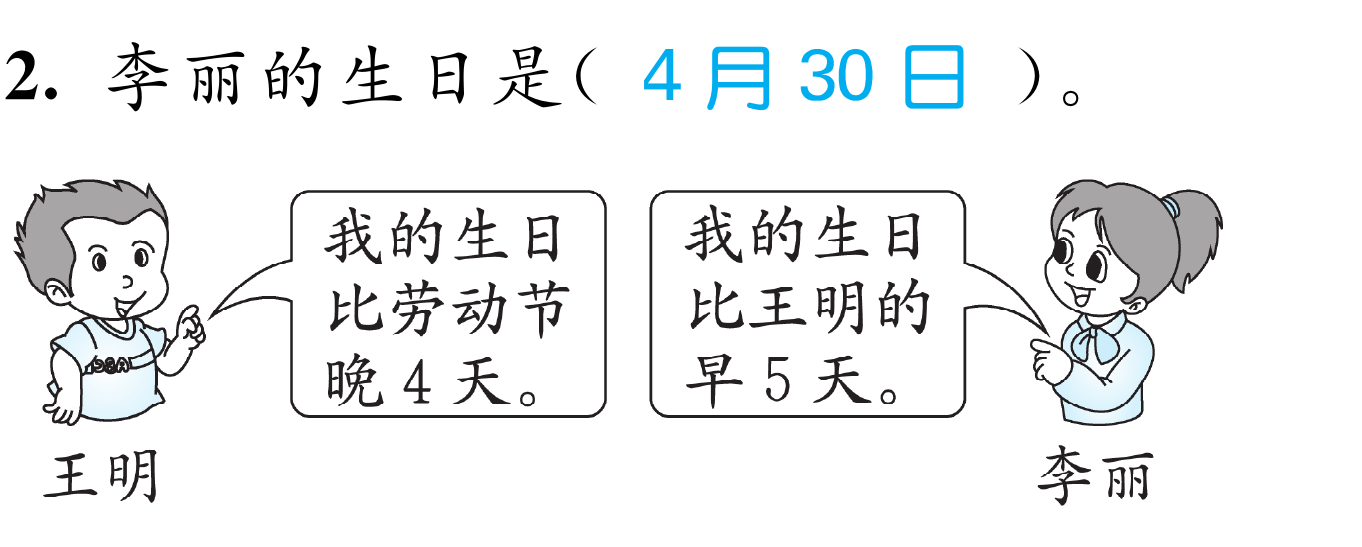 2. 李丽的生日是( 4月30日 )。
我的生日
比劳动节
晚4天。
我的生日
比王明的
早5天。
王明
李丽